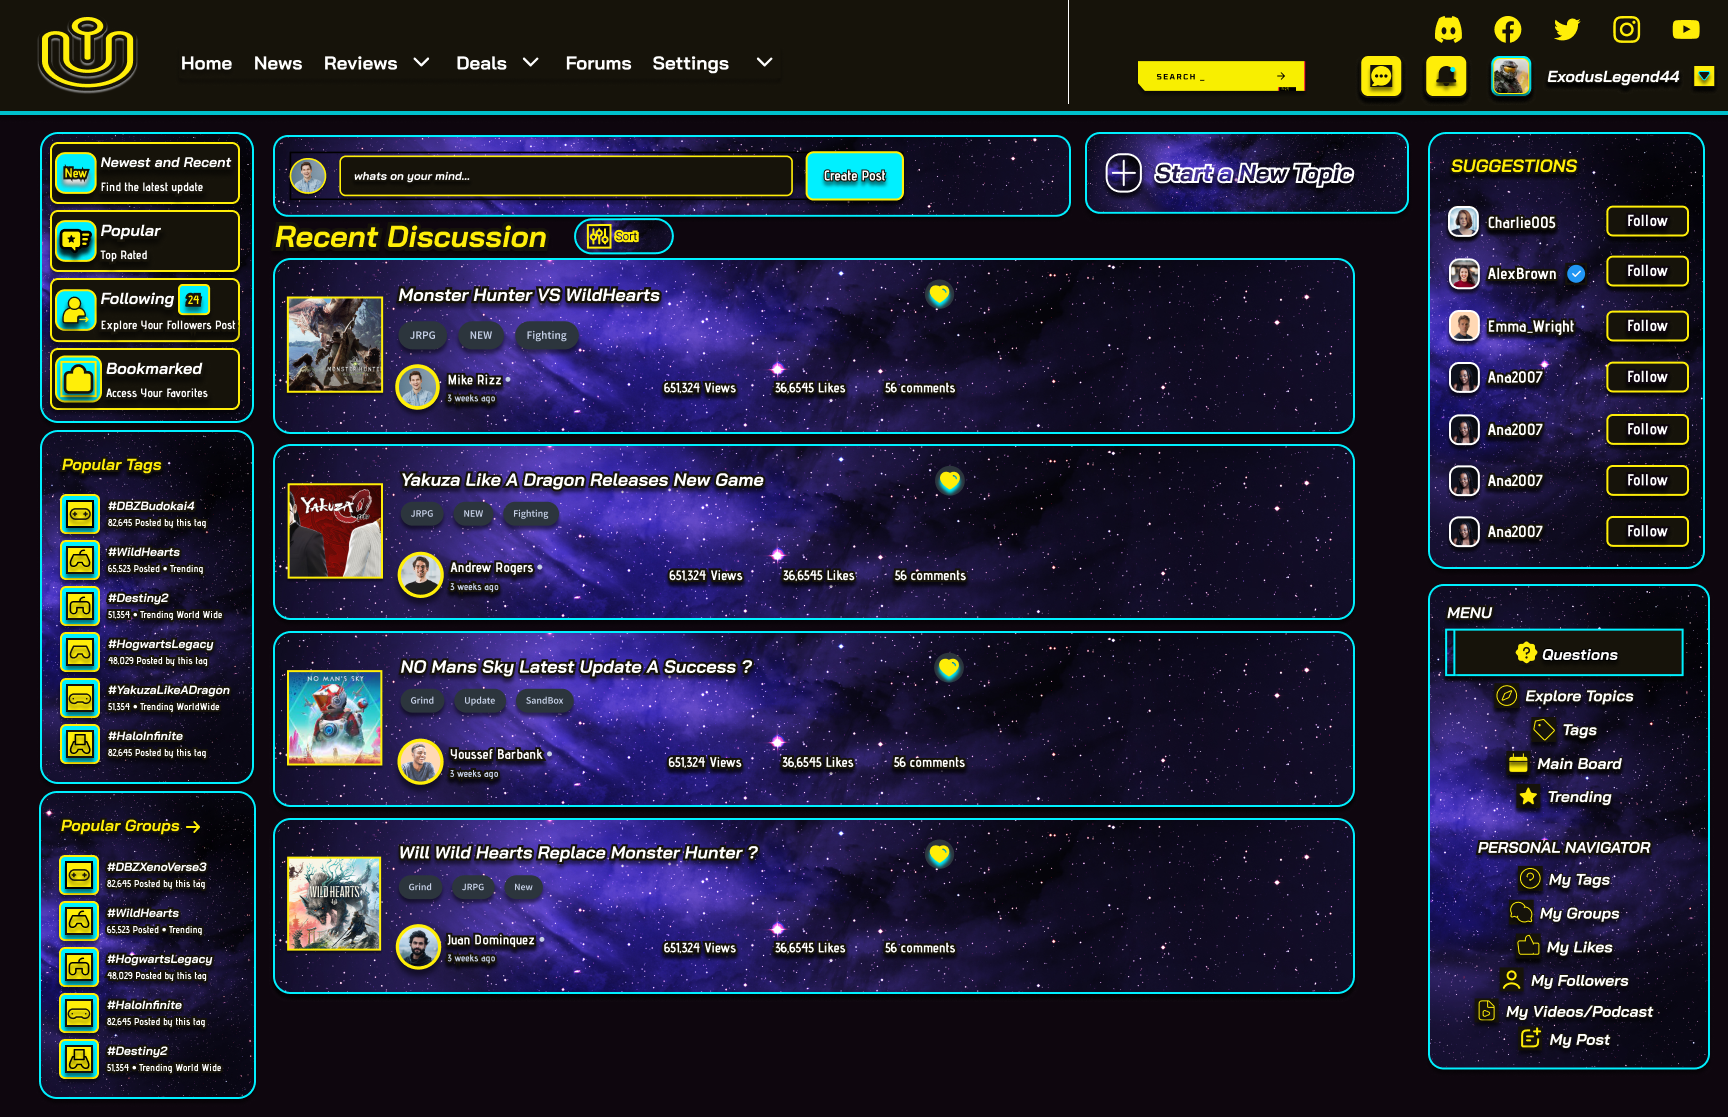 Home News Reviews Deals Forums Settings
SEARCH _
ExodusLegend44
New
Newest and Recent
Find the latest update
Popular
Top Rated
Following 24
Explore Your Followers Post
Bookmarked
Access Your Favorites
Popular Tags
#DBZBudokai4
82,645 Posted by this tag
#WildHearts
65,523 Posted • Trending
#Destiny2
51,354 • Trending World Wide
#HogwartsLegacy
48,029 Posted by this tag
#YakuzaLikeADragon
51,354 • Trending WorldWide
#HaloInfinite
82,645 Posted by this tag
Popular Groups
#DBZXenoVerse3
82,645 Posted by this tag
#WildHearts
65,523 Posted • Trending
#HogwartsLegacy
48,029 Posted by this tag
#HaloInfinite
82,645 Posted by this tag
#Destiny2
51,354 • Trending World Wide
whats on your mind...
Create Post
Start a New Topic
Recent Discussion
Sort
Monster Hunter VS WildHearts
JRPG NEW Fighting
MONSTER HUNTER
Mike Rizz
3 weeks ago
651,324 Views 36,6545 Likes 56 comments
Yakuza Like A Dragon Releases New Game
YAKUZA 0
JRPG NEW Fighting
Andrew Rogers
3 weeks ago
651,324 Views 36,6545 Likes 56 comments
NO Mans Sky Latest Update A Success ?
NO MAN'S SKY
Grind Update SandBox
Youssef Barbank
3 weeks ago
651,324 Views 36,6545 Likes 56 comments
Will Wild Hearts Replace Monster Hunter ?
Grind JRPG New
WILD HEARTS
Juan Dominquez
3 weeks ago
651,324 Views 36,6545 Likes 56 comments
SUGGESTIONS
Charlie005 Follow
AlexBrown Follow
Emma_Wright Follow
Ana2007 Follow
Ana2007 Follow
Ana2007 Follow
Ana2007 Follow
MENU
Questions
Explore Topics
Tags
Main Board
Trending
PERSONAL NAVIGATOR
My Tags
My Groups
My Likes
My Followers
My Videos/Podcast
My Post